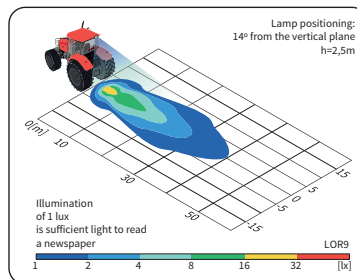 Lamp positioning:
14º from the vertical plane
h=2,5m
0[m]
10
30
50
-15
-5
0
5
15
Illumination
of 1 lux
is sufficient light to read
a newspaper
LOR9
1 2 4 8 16 32 [lx]